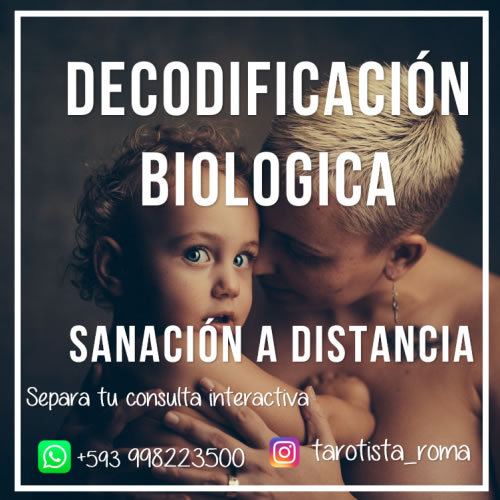 DECODIFICACIÓN
BIOLOGICA
SANACIÓN A DISTANCIA
Separa tu consulta interactiva
+593 998223500
tarotista_roma